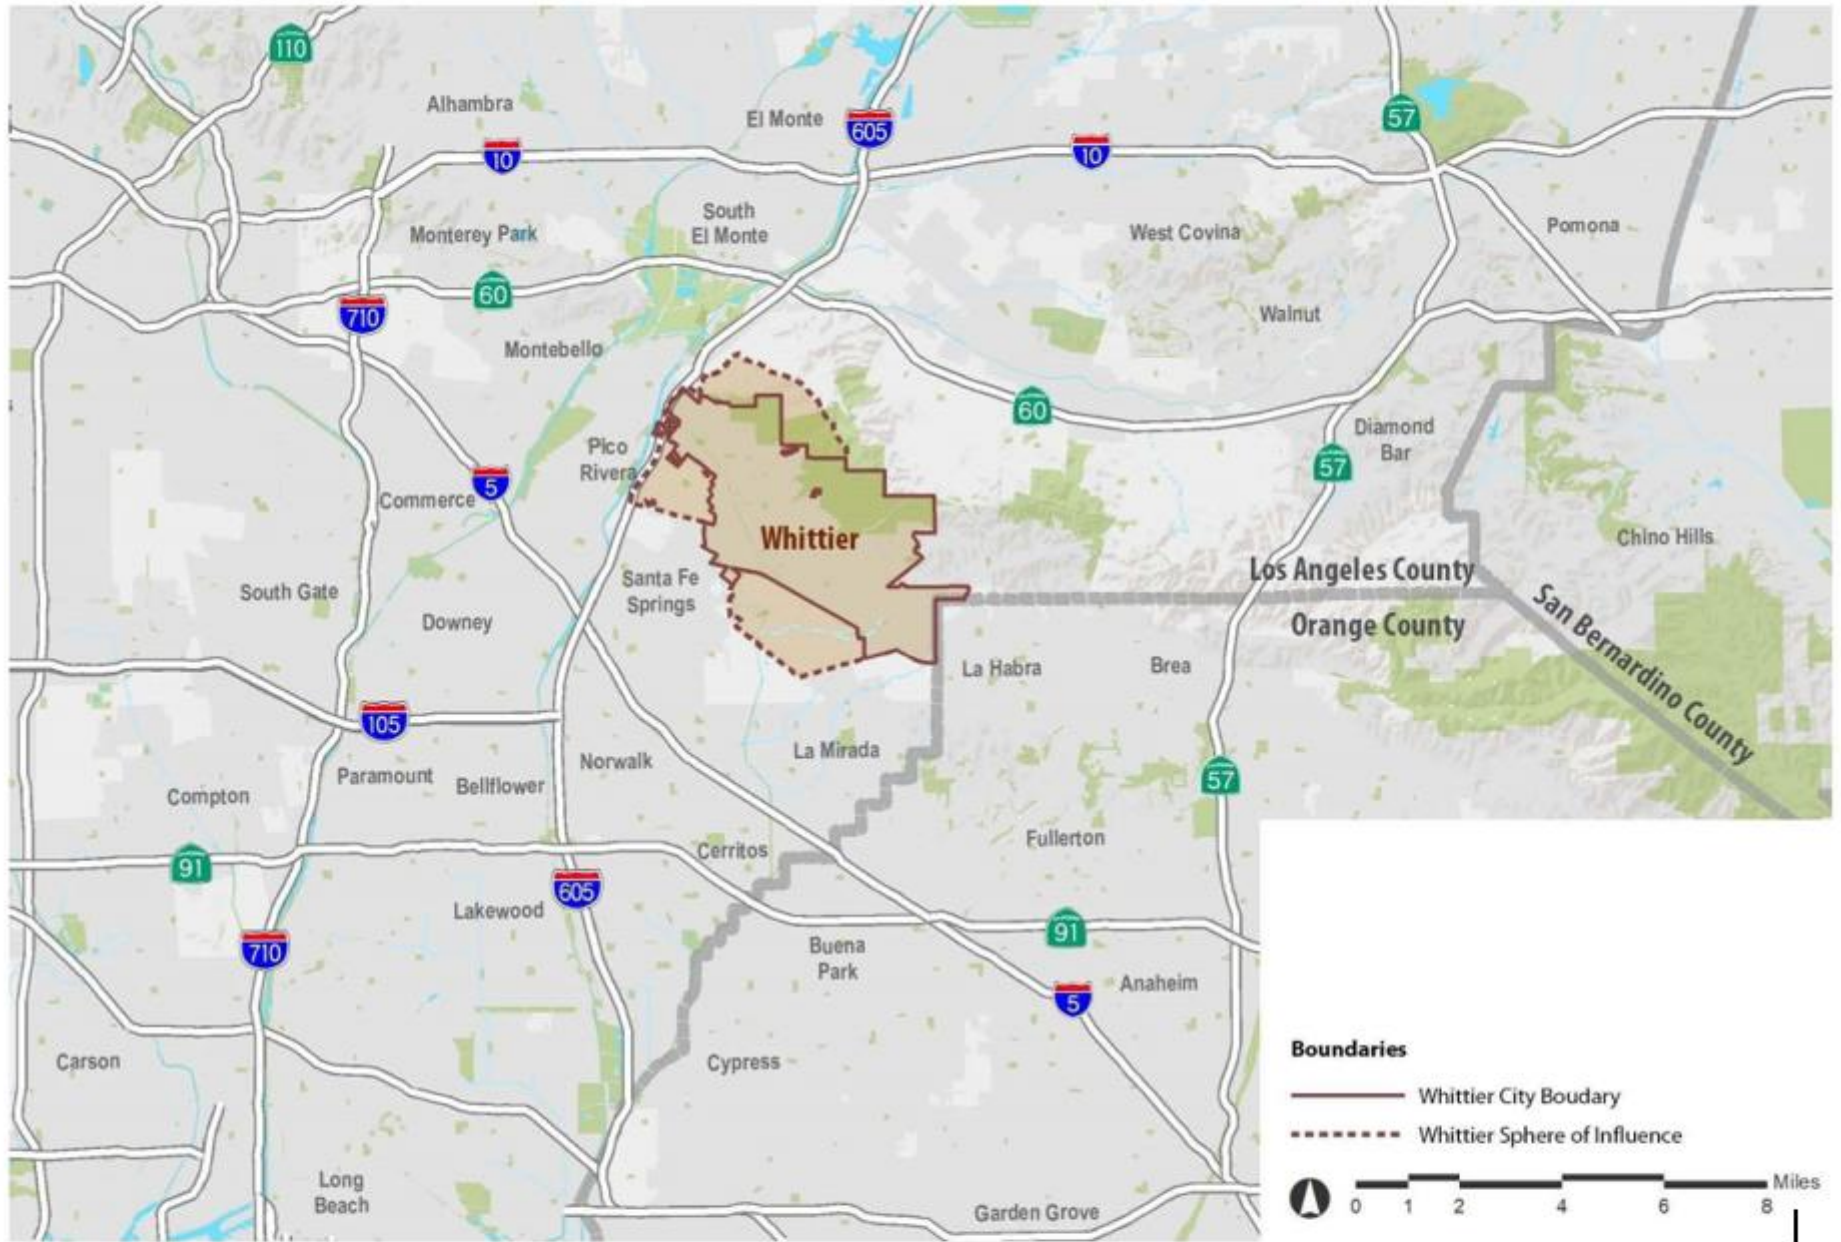 110
Alhambra
El Monte
605
57
10
10
South
El Monte
Monterey Park
West Covina
Pomona
60
710
Walnut
Montebello
60
Diamond
Bar
Pico
Rivera
57
5
Commerce
Whittier
Chino Hills
Los Angeles County
Santa Fe
Springs
South Gate
Downey
Orange County
San Bernardino County
La Habra
Brea
105
La Mirada
Norwalk
Paramount
Bellflower
57
Compton
Fullerton
Cerritos
91
605
Lakewood
91
710
Buena
Park
Anaheim
5
Carson
Cypress
Long
Beach
Garden Grove
Boundaries
Whittier City Boudary
Whittier Sphere of Influence
Miles
0 1 2 4 6 8